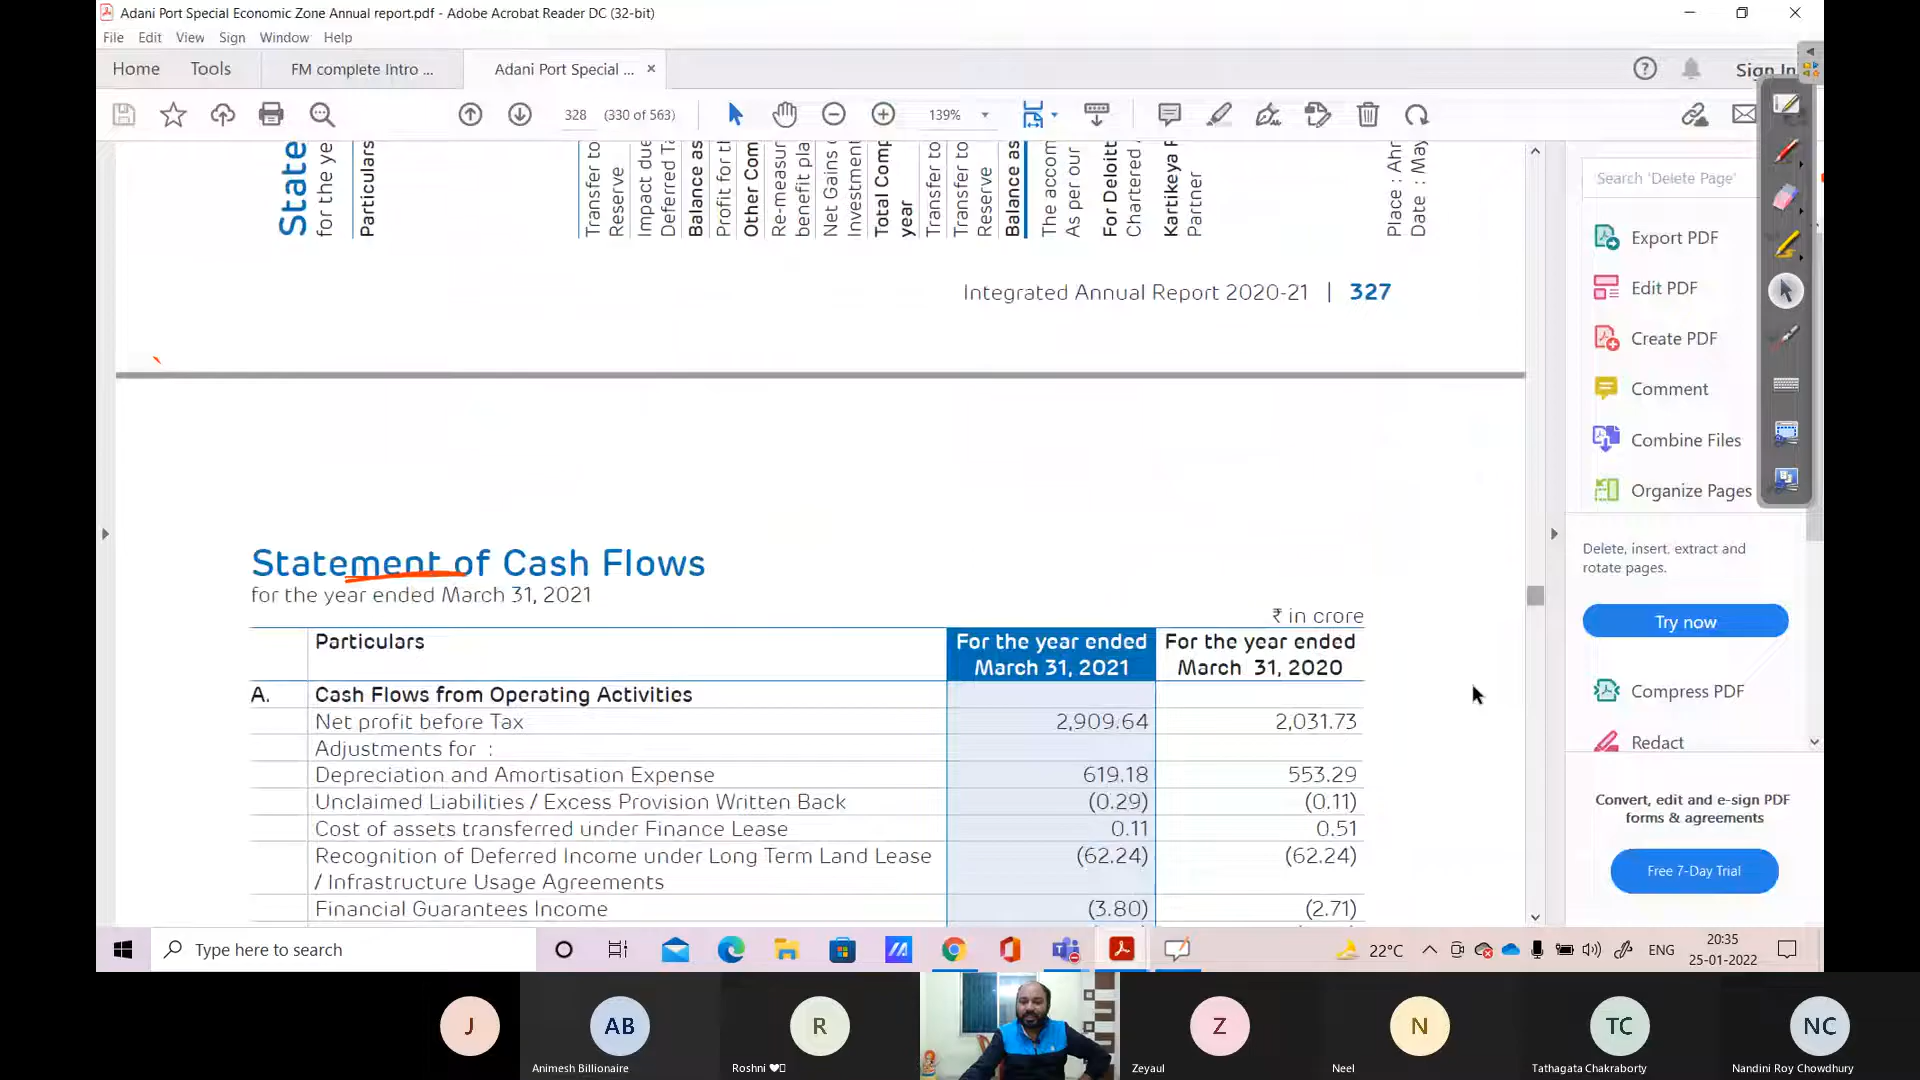 Adani Port Special Economic Zone Annual report.pdf - Adobe Acrobat Reader DC (32-bit)
File Edit View Sign Window Help
Home Tools FM complete Intro ... Adani Port Special ... Sign In
328 (330 of 563) 139%
State
for the ye
Particulars
Transfer to
Reserve
Impact due
Deferred Ta
Balance as
Profit for th
Other Com
Re-measur
benefit pla
Net Gains
Investment
Total Comp
year
Transfer to
Transfer to
Reserve
Balance as
The accom
As per our
For Deloitt
Chartered
Kartikeya R
Partner
Place : Ahr
Date : May
Integrated Annual Report 2020-21 | 327
Statement of Cash Flows
for the year ended March 31, 2021
₹ in crore
Particulars For the year ended March 31, 2021 For the year ended March 31, 2020
A. Cash Flows from Operating Activities
Net profit before Tax 2,909.64 2,031.73
Adjustments for :
Depreciation and Amortisation Expense 619.18 553.29
Unclaimed Liabilities / Excess Provision Written Back (0.29) (0.11)
Cost of assets transferred under Finance Lease 0.11 0.51
Recognition of Deferred Income under Long Term Land Lease (62.24) (62.24)
/ Infrastructure Usage Agreements
Financial Guarantees Income (3.80) (2.71)
Search 'Delete Page'
Export PDF
Edit PDF
Create PDF
Comment
Combine Files
Organize Pages
Delete, insert, extract and
rotate pages.
Try now
Compress PDF
Redact
Convert, edit and e-sign PDF
forms & agreements
Free 7-Day Trial
Type here to search
22°C ENG 20:35
25-01-2022
J AB R Z N TC NC
Animesh Billionaire Roshni Zeyaul Neel Tathagata Chakraborty Nandini Roy Chowdhury